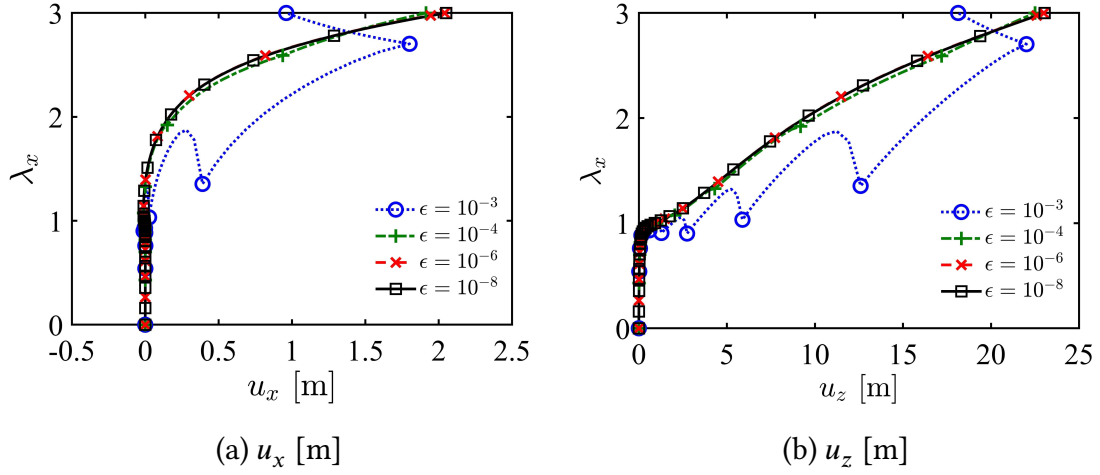 3
2
1
0
λₓ
ϵ = 10⁻³
ϵ = 10⁻⁴
ϵ = 10⁻⁶
ϵ = 10⁻⁸
-0.5 0 0.5 1 1.5 2 2.5
uₓ [m]
(a) uₓ [m]
3
2
1
0
λₓ
ϵ = 10⁻³
ϵ = 10⁻⁴
ϵ = 10⁻⁶
ϵ = 10⁻⁸
0 5 10 15 20 25
u_z [m]
(b) u_z [m]